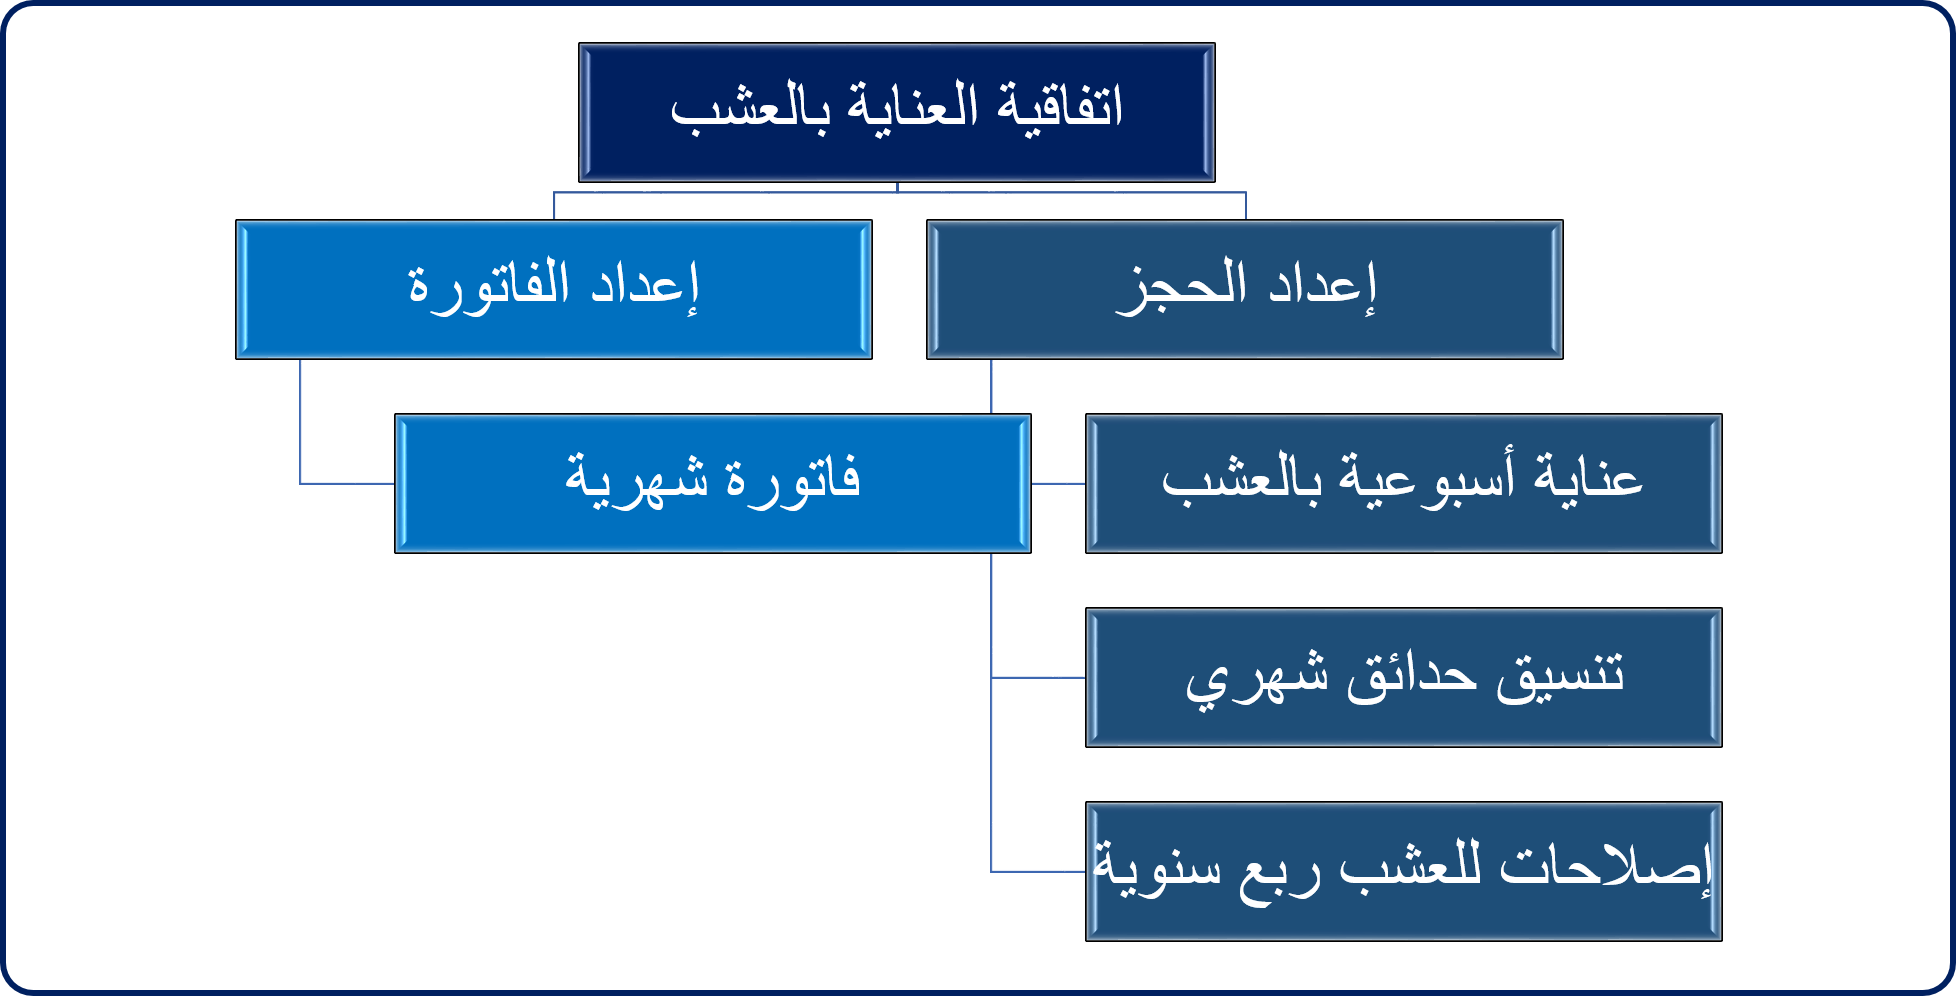 اتفاقية العناية بالعشب
إعداد الحجز
إعداد الفاتورة
عناية أسبوعية بالعشب
فاتورة شهرية
تنسيق حدائق شهري
إصلاحات للعشب ربع سنوية